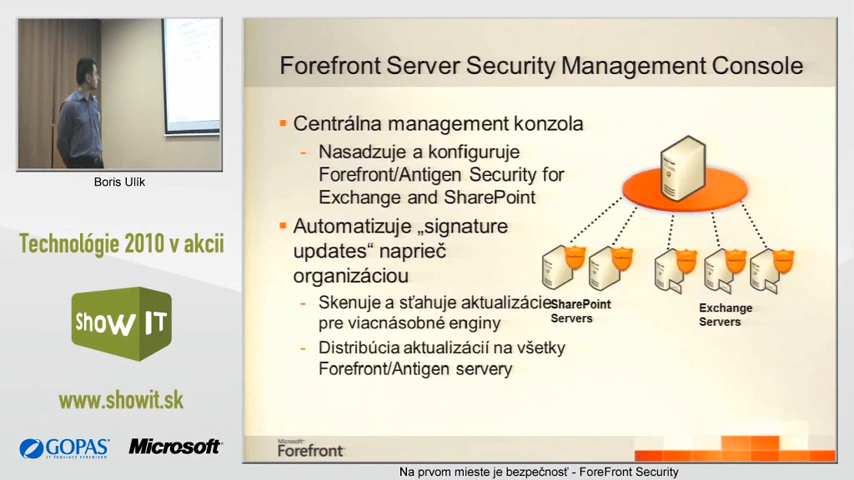 Boris Ulík
Technológie 2010 v akcii
Show IT
www.showit.sk
GOPAS
Microsoft
Forefront Server Security Management Console
Centrálna management konzola
- Nasadzuje a konfiguruje
Forefront/Antigen Security for
Exchange and SharePoint
Automatizuje „signature
updates“ naprieč
organizáciou
- Skenuje a sťahuje aktualizácie
pre viacnásobné enginy
- Distribúcia aktualizácií na všetky
Forefront/Antigen servery
SharePoint
Servers
Exchange
Servers
Microsoft
Forefront
Na prvom mieste je bezpečnosť - ForeFront Security